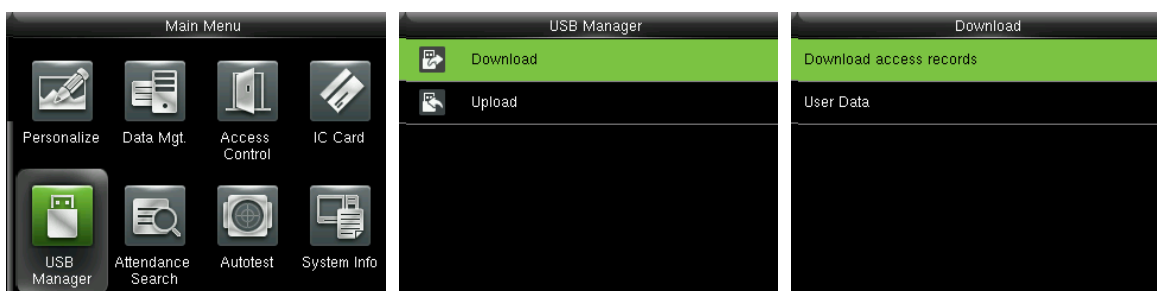 Main Menu
Personalize
Data Mgt.
Access
Control
IC Card
USB
Manager
Attendance
Search
Autotest
System Info
USB Manager
Download
Upload
Download
Download access records
User Data